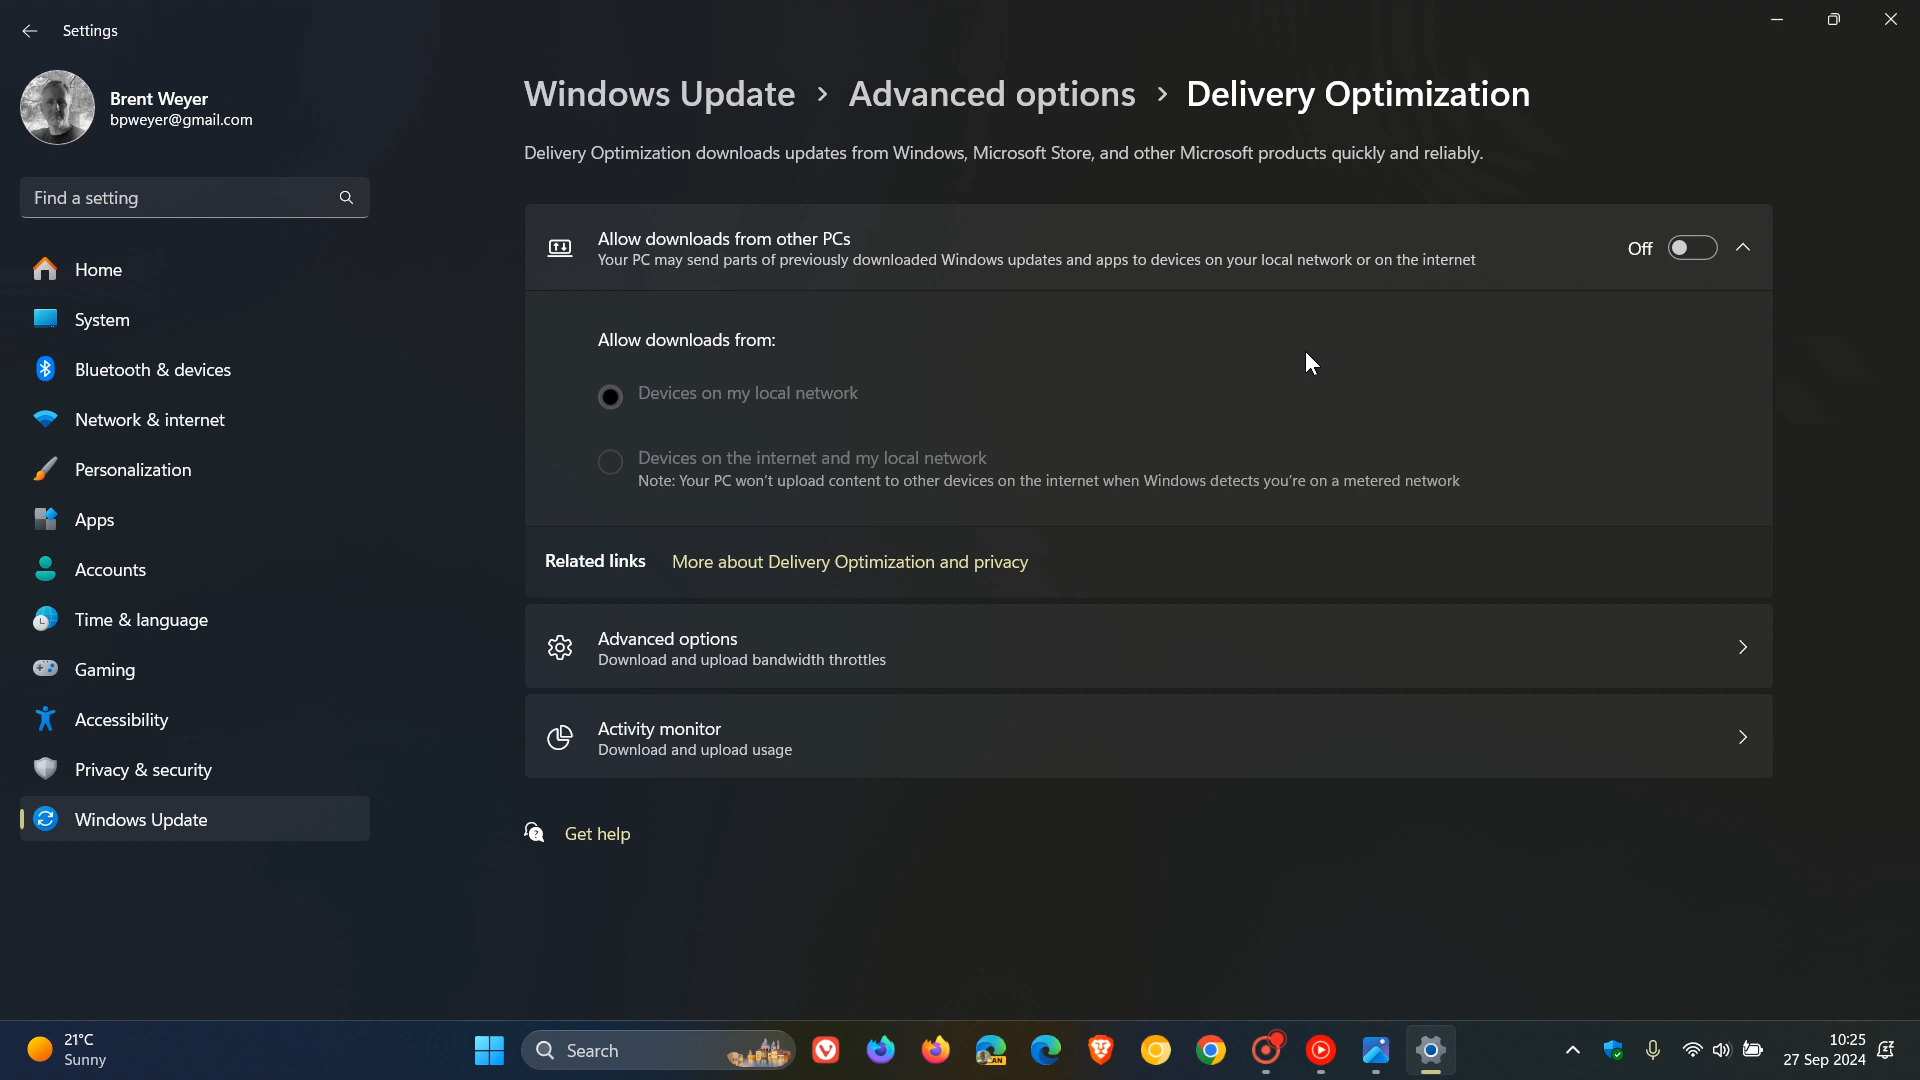 Settings
Brent Weyer
bpweyer@gmail.com
Find a setting
Home
System
Bluetooth & devices
Network & internet
Personalization
Apps
Accounts
Time & language
Gaming
Accessibility
Privacy & security
Windows Update
Windows Update > Advanced options > Delivery Optimization
Delivery Optimization downloads updates from Windows, Microsoft Store, and other Microsoft products quickly and reliably.
Allow downloads from other PCs
Your PC may send parts of previously downloaded Windows updates and apps to devices on your local network or on the internet
Off
Allow downloads from:
Devices on my local network
Devices on the internet and my local network
Note: Your PC won't upload content to other devices on the internet when Windows detects you're on a metered network
Related links More about Delivery Optimization and privacy
Advanced options
Download and upload bandwidth throttles
Activity monitor
Download and upload usage
Get help
21°C
Sunny
Search
CAN
10:25
27 Sep 2024